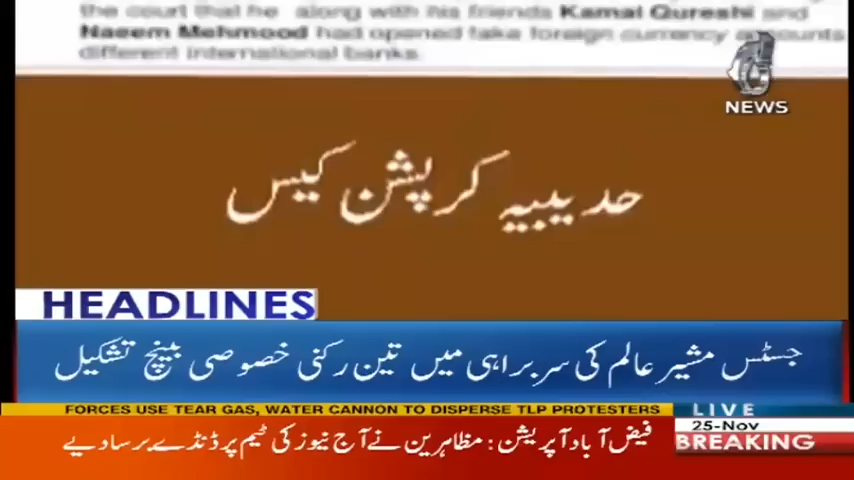 the court that he along with his friends Kamal Qureshi and
Naeem Mehmood had opened fake foreign currency accounts
different international banks.
NEWS
حدیبیہ کرپشن کیس
HEADLINES
جسٹس مشیر عالم کی سربراہی میں تین رکنی خصوصی بینچ تشکیل
FORCES USE TEAR GAS, WATER CANNON TO DISPERSE TLP PROTESTERS
LIVE
25-Nov
BREAKING
فیض آباد آپریشن: مظاہرین نے آج نیوز کی ٹیم پر ڈنڈے برسا دیے